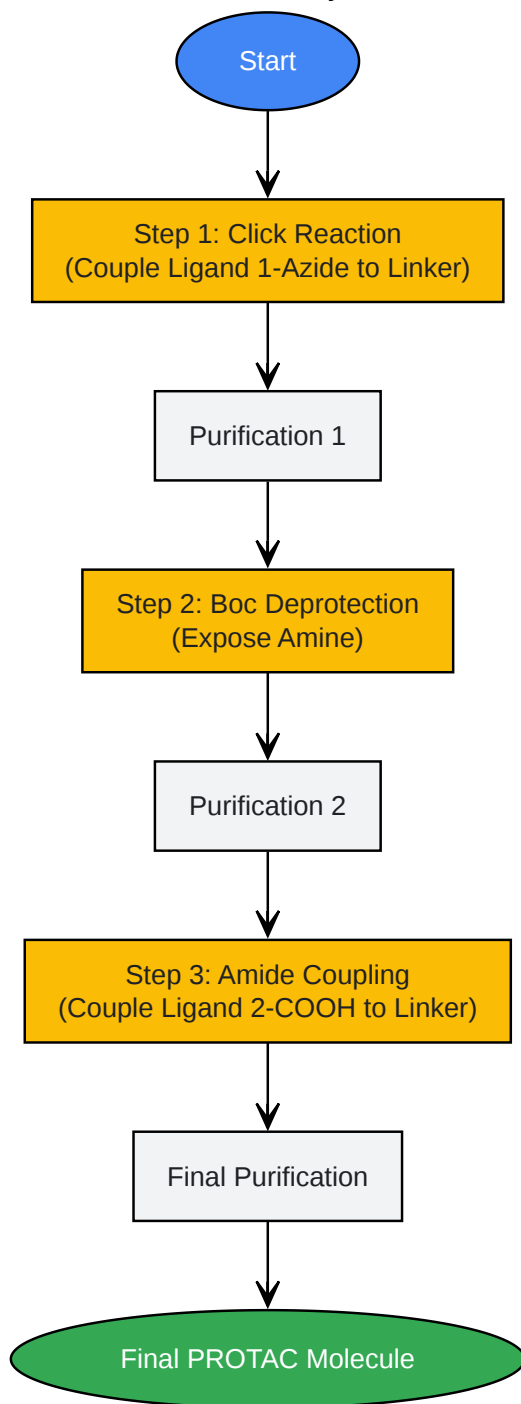 Start
Step 1: Click Reaction
(Couple Ligand 1-Azide to Linker)
Purification 1
Step 2: Boc Deprotection
(Expose Amine)
Purification 2
Step 3: Amide Coupling
(Couple Ligand 2-COOH to Linker)
Final Purification
Final PROTAC Molecule